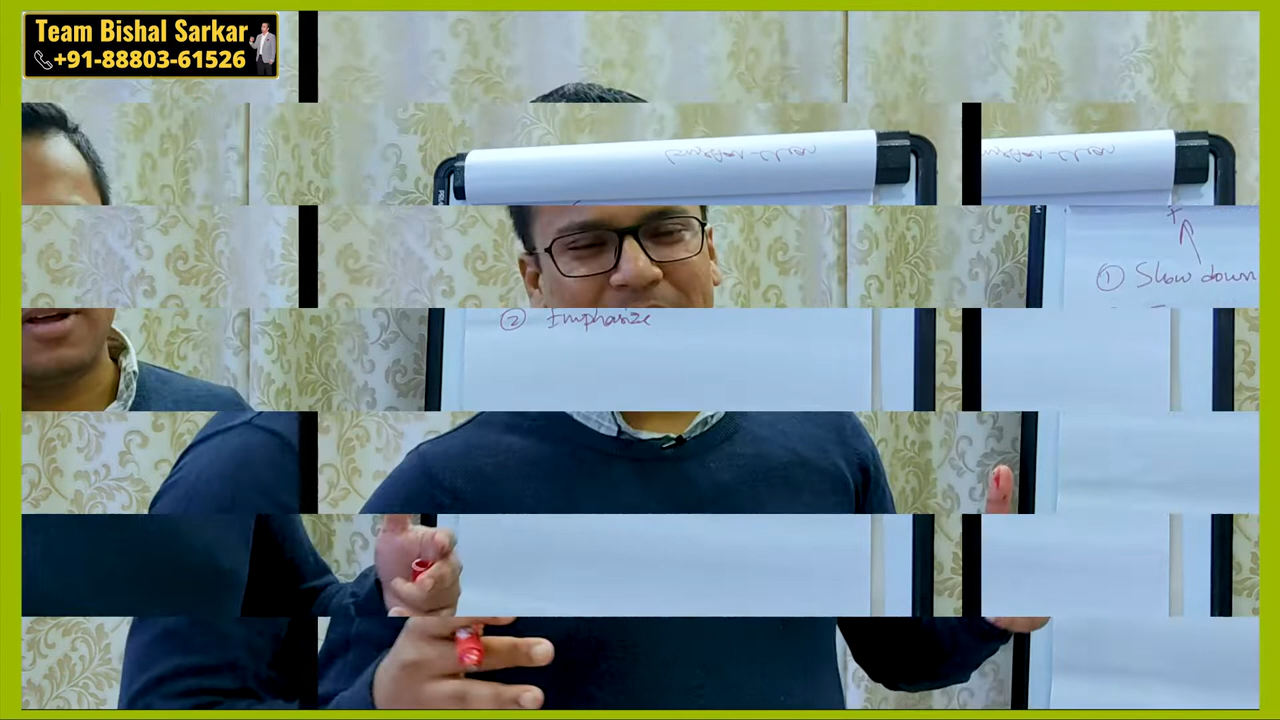 Team Bishal Sarkar
+91-88803-61526
① Slow down
② Emphasize